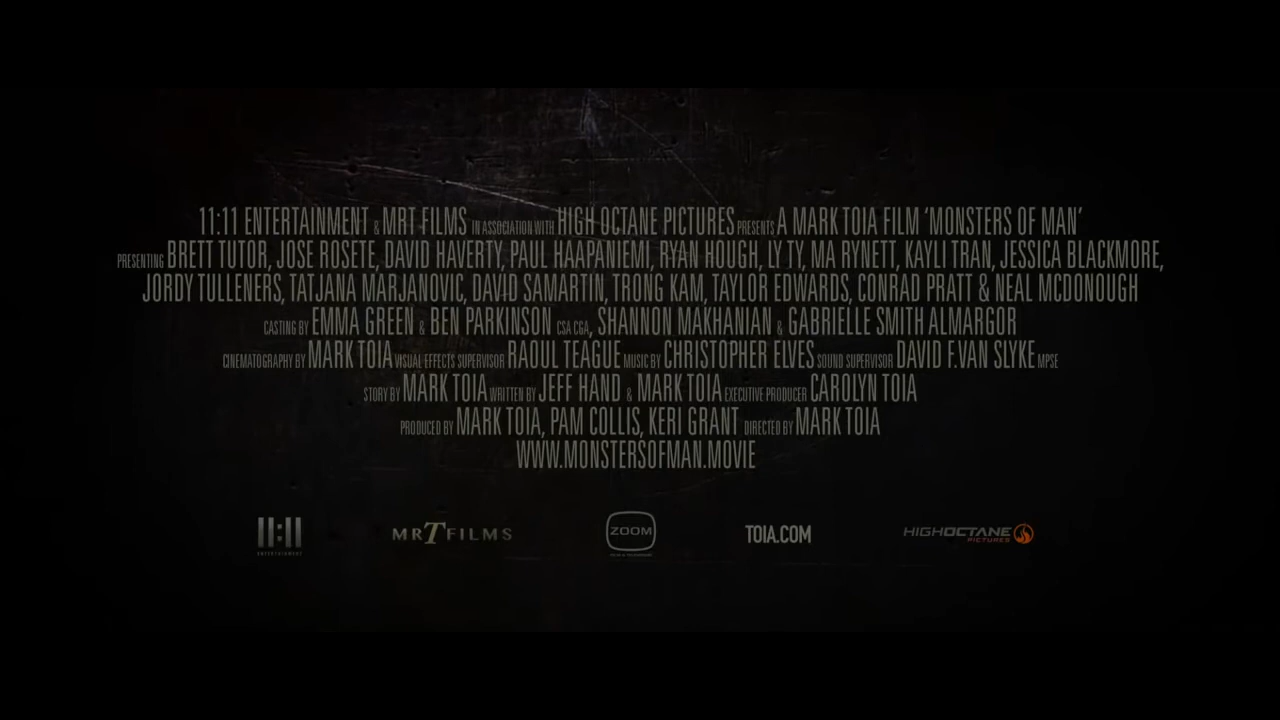 11:11 ENTERTAINMENT & MRT FILMS IN ASSOCIATION WITH HIGH OCTANE PICTURES PRESENTS A MARK TOIA FILM ‘MONSTERS OF MAN’
PRESENTING BRETT TUTOR, JOSE ROSETE, DAVID HAVERTY, PAUL HAAPANIEMI, RYAN HOUGH, LY TY, MA RYNETT, KAYLI TRAN, JESSICA BLACKMORE,
JORDY TULLENERS, TATJANA MARJANOVIC, DAVID SAMARTIN, TRONG KAM, TAYLOR EDWARDS, CONRAD PRATT & NEAL MCDONOUGH
CASTING BY EMMA GREEN & BEN PARKINSON CSA CGA, SHANNON MAKHANIAN & GABRIELLE SMITH ALMARGOR
CINEMATOGRAPHY BY MARK TOIA VISUAL EFFECTS SUPERVISOR RAOUL TEAGUE MUSIC BY CHRISTOPHER ELVES SOUND SUPERVISOR DAVID F.VAN SLYKE MPSE
STORY BY MARK TOIA WRITTEN BY JEFF HAND & MARK TOIA EXECUTIVE PRODUCER CAROLYN TOIA
PRODUCED BY MARK TOIA, PAM COLLIS, KERI GRANT DIRECTED BY MARK TOIA
WWW.MONSTERSOFMAN.MOVIE
11:11 entertainment
MRTFILMS
ZOOM
TOIA.COM
HIGHOCTANE PICTURES